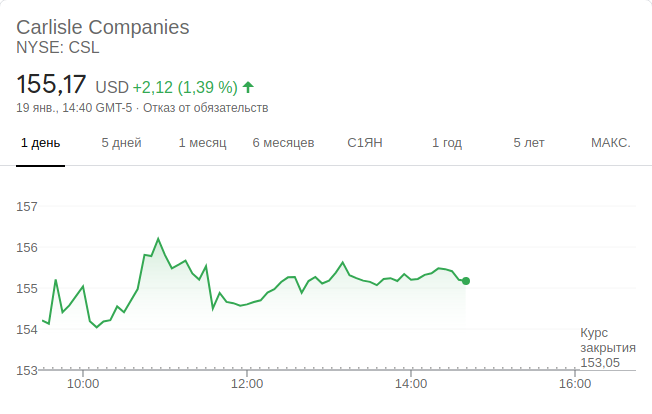 Carlisle Companies
NYSE: CSL
155,17 USD +2,12 (1,39 %)
19 янв., 14:40 GMT-5 · Отказ от обязательств
1 день 5 дней 1 месяц 6 месяцев С1ЯН 1 год 5 лет МАКС.
157
156
155
154
153
Курс
закрытия
153,05
10:00 12:00 14:00 16:00